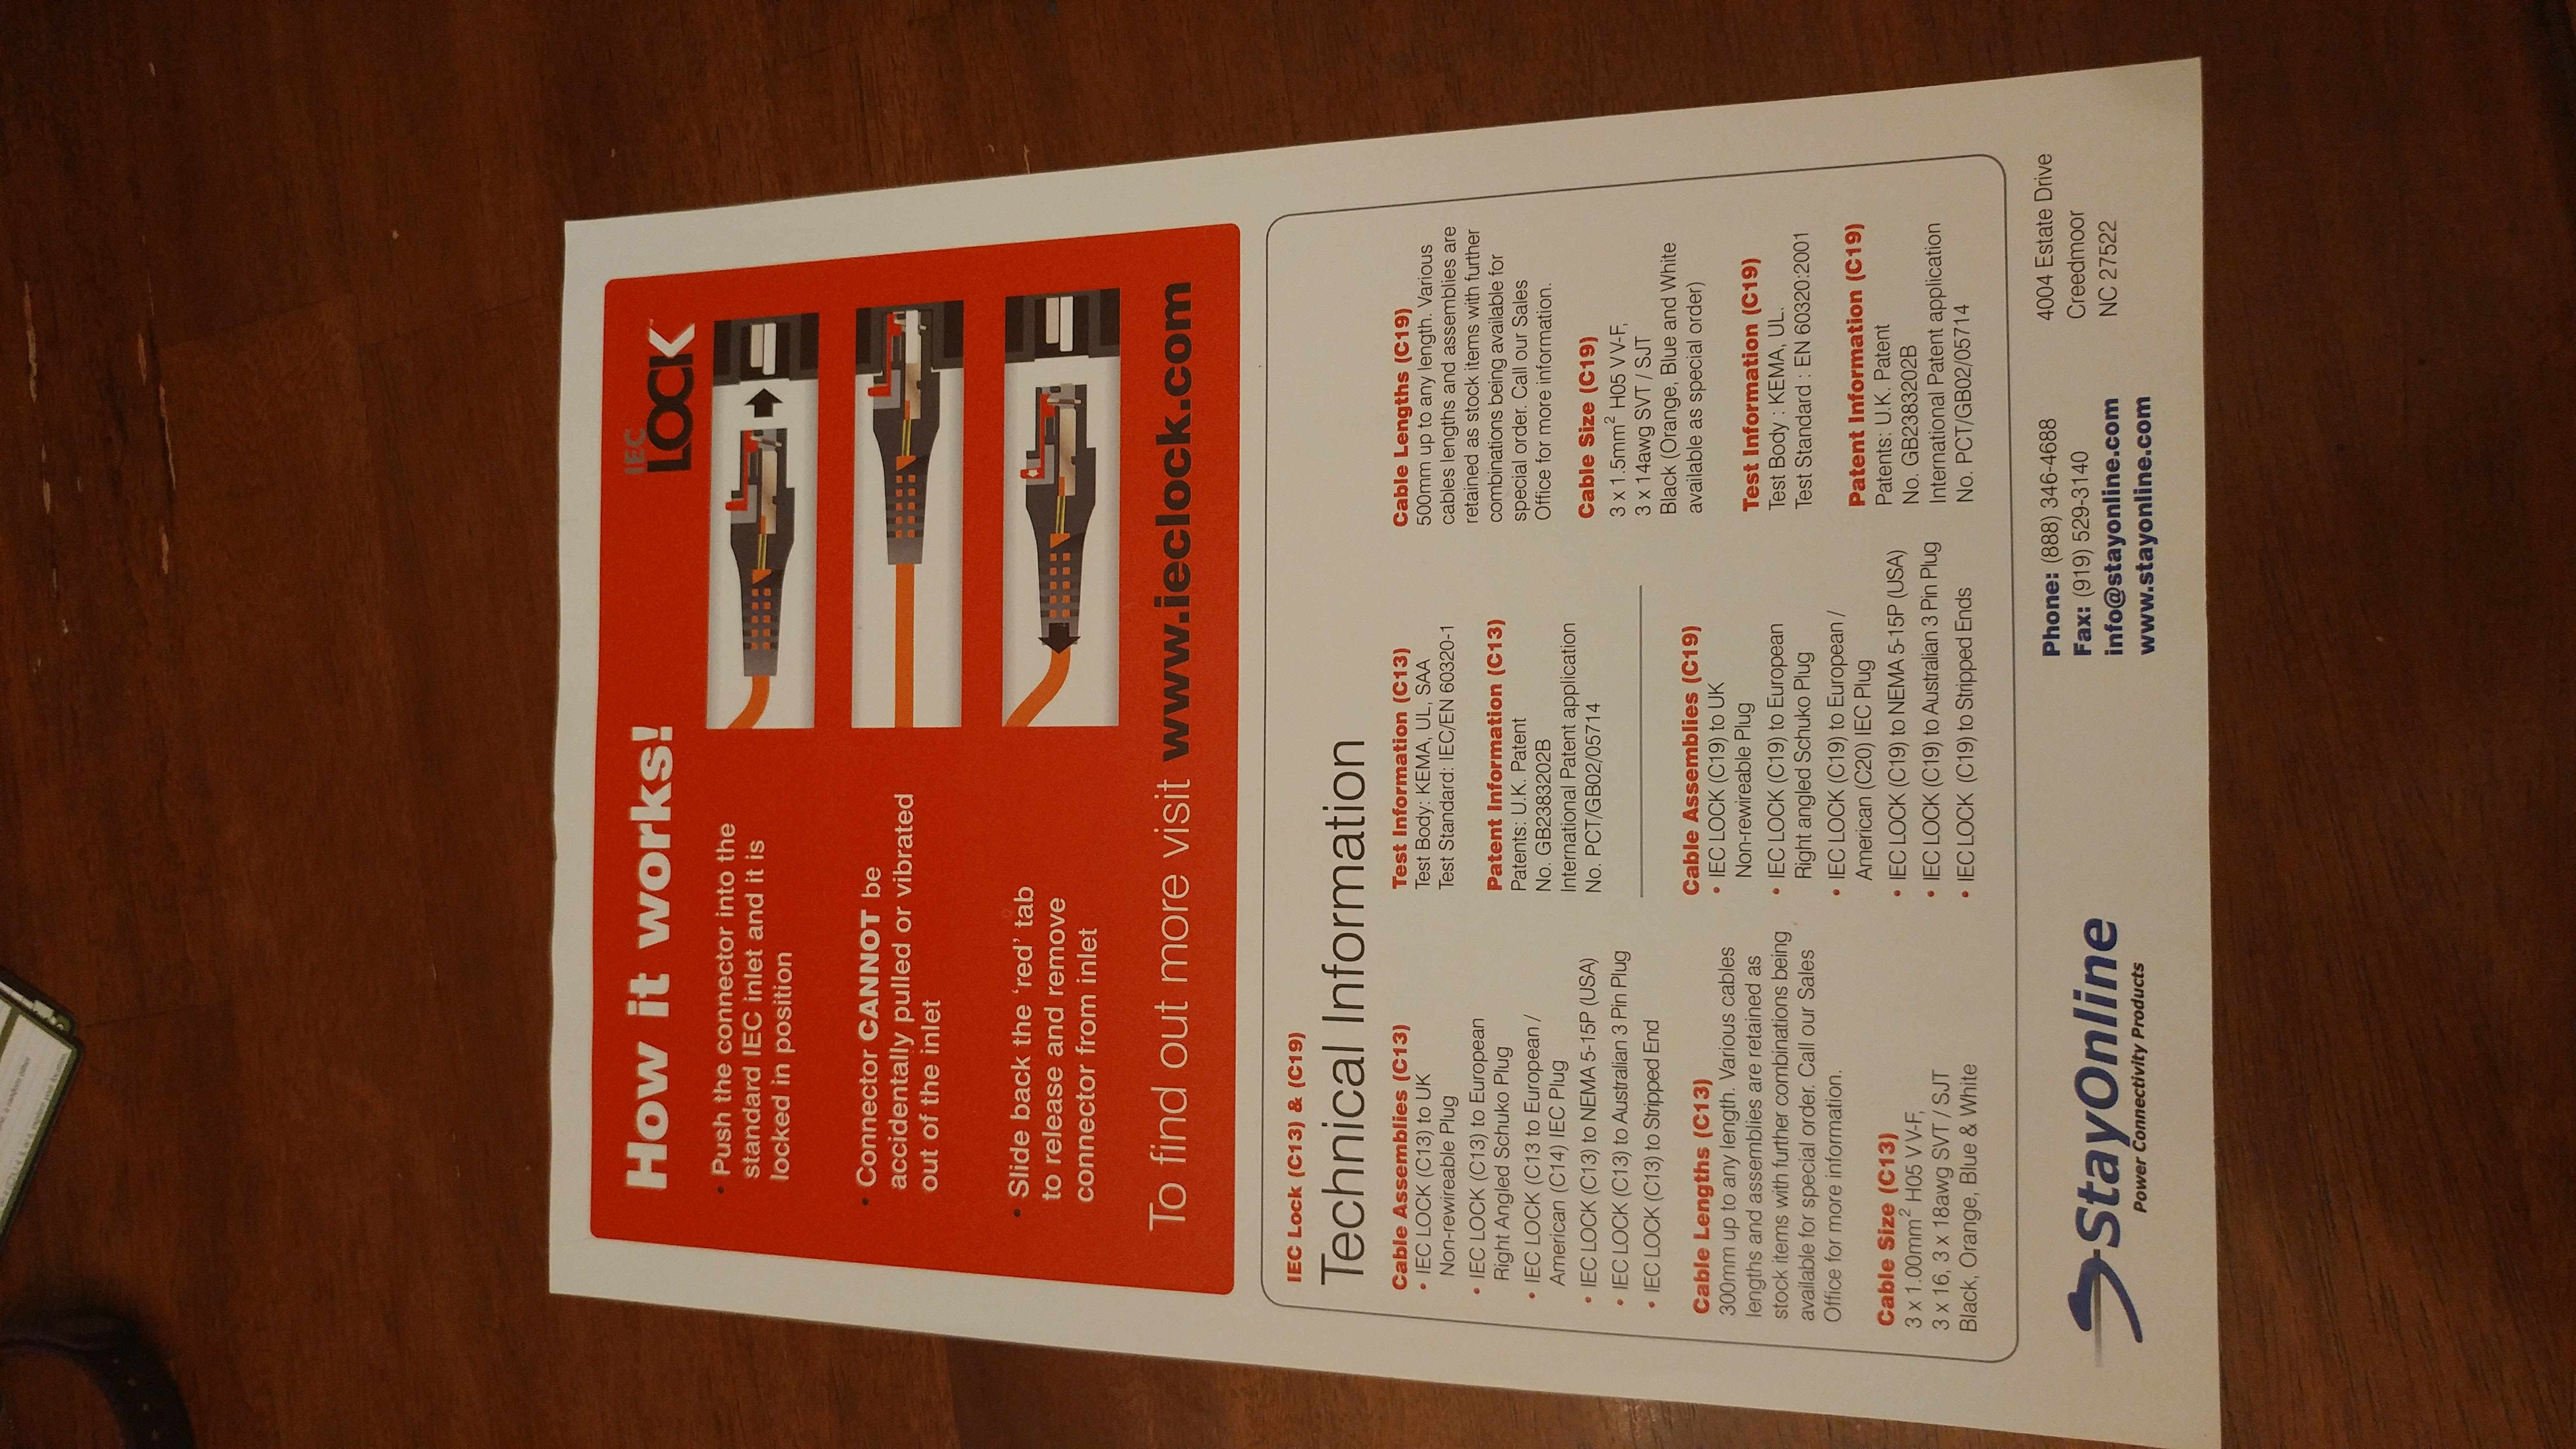 How it works!
IEC
LOCK™
• Push the connector into the
standard IEC inlet and it is
locked in position
• Connector CANNOT be
accidentally pulled or vibrated
out of the inlet
• Slide back the ‘red’ tab
to release and remove
connector from inlet
To find out more visit www.ieclock.com
IEC Lock (C13) & (C19)
Technical Information
Cable Assemblies (C13)
• IEC LOCK (C13) to UK
Non-rewireable Plug
• IEC LOCK (C13) to European
Right Angled Schuko Plug
• IEC LOCK (C13 to European /
American (C14) IEC Plug
• IEC LOCK (C13) to NEMA 5-15P (USA)
• IEC LOCK (C13) to Australian 3 Pin Plug
• IEC LOCK (C13) to Stripped End
Cable Lengths (C13)
300mm up to any length. Various cables
lengths and assemblies are retained as
stock items with further combinations being
available for special order. Call our Sales
Office for more information.
Cable Size (C13)
3 x 1.00mm² H05 VV-F,
3 x 16, 3 x 18awg SVT / SJT
Black, Orange, Blue & White
Test Information (C13)
Test Body: KEMA, UL, SAA
Test Standard: IEC/EN 60320-1
Patent Information (C13)
Patents: U.K. Patent
No. GB2383202B
International Patent application
No. PCT/GB02/05714
Cable Assemblies (C19)
• IEC LOCK (C19) to UK
Non-rewireable Plug
• IEC LOCK (C19) to European
Right angled Schuko Plug
• IEC LOCK (C19) to European /
American (C20) IEC Plug
• IEC LOCK (C19) to NEMA 5-15P (USA)
• IEC LOCK (C19) to Australian 3 Pin Plug
• IEC LOCK (C19) to Stripped Ends
Cable Lengths (C19)
500mm up to any length. Various
cables lengths and assemblies are
retained as stock items with further
combinations being available for
special order. Call our Sales
Office for more information.
Cable Size (C19)
3 x 1.5mm² H05 VV-F,
3 x 14awg SVT / SJT
Black (Orange, Blue and White
available as special order)
Test Information (C19)
Test Body : KEMA, UL.
Test Standard : EN 60320:2001
Patent Information (C19)
Patents: U.K. Patent
No. GB2383202B
International Patent application
No. PCT/GB02/05714
StayOnline
Power Connectivity Products
Phone: (888) 346-4688
Fax: (919) 529-3140
info@stayonline.com
www.stayonline.com
4004 Estate Drive
Creedmoor
NC 27522